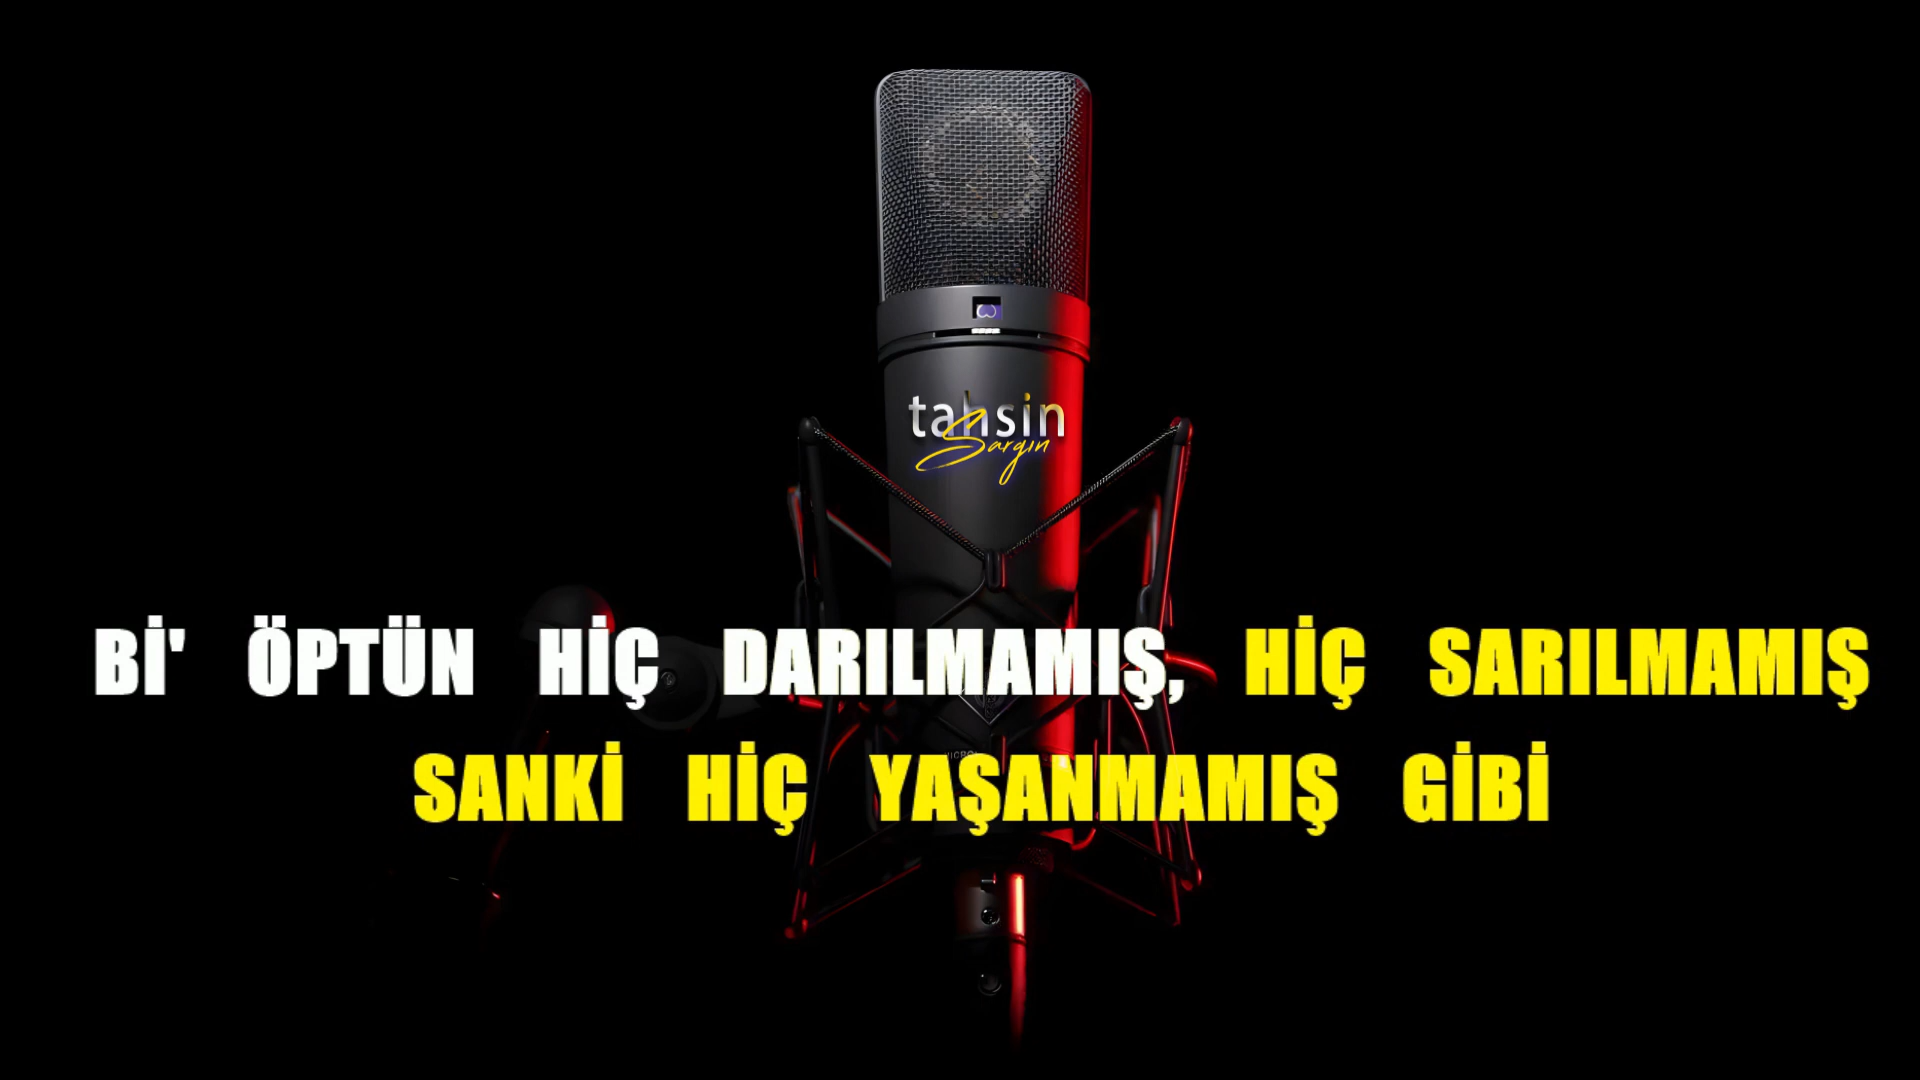 tahsin
Sargın
Bİ' ÖPTÜN HİÇ DARILMAMIŞ, HİÇ SARILMAMIŞ
SANKİ HİÇ YAŞANMAMIŞ GİBİ